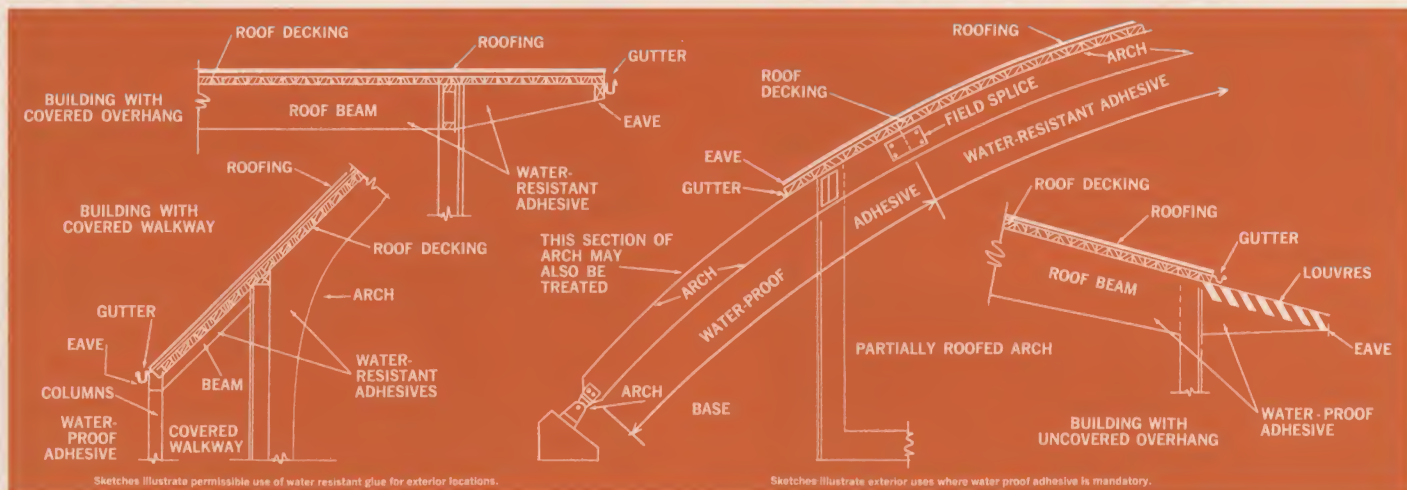 ROOF DECKING
ROOFING
GUTTER
BUILDING WITH
COVERED OVERHANG
ROOF BEAM
EAVE
WATER-
RESISTANT
ADHESIVE
ROOFING
BUILDING WITH
COVERED WALKWAY
ROOF DECKING
ARCH
GUTTER
EAVE
COLUMNS
BEAM
WATER-
RESISTANT
ADHESIVES
WATER-
PROOF
ADHESIVE
COVERED
WALKWAY
Sketches illustrate permissible use of water resistant glue for exterior locations.
ROOFING
ARCH
ROOF
DECKING
FIELD SPLICE
WATER-RESISTANT ADHESIVE
EAVE
GUTTER
THIS SECTION OF
ARCH MAY
ALSO BE
TREATED
ARCH
WATER-PROOF ADHESIVE
PARTIALLY ROOFED ARCH
ARCH
BASE
ROOF DECKING
ROOFING
GUTTER
LOUVRES
ROOF BEAM
EAVE
WATER-PROOF
ADHESIVE
BUILDING WITH
UNCOVERED OVERHANG
Sketches illustrate exterior uses where water proof adhesive is mandatory.